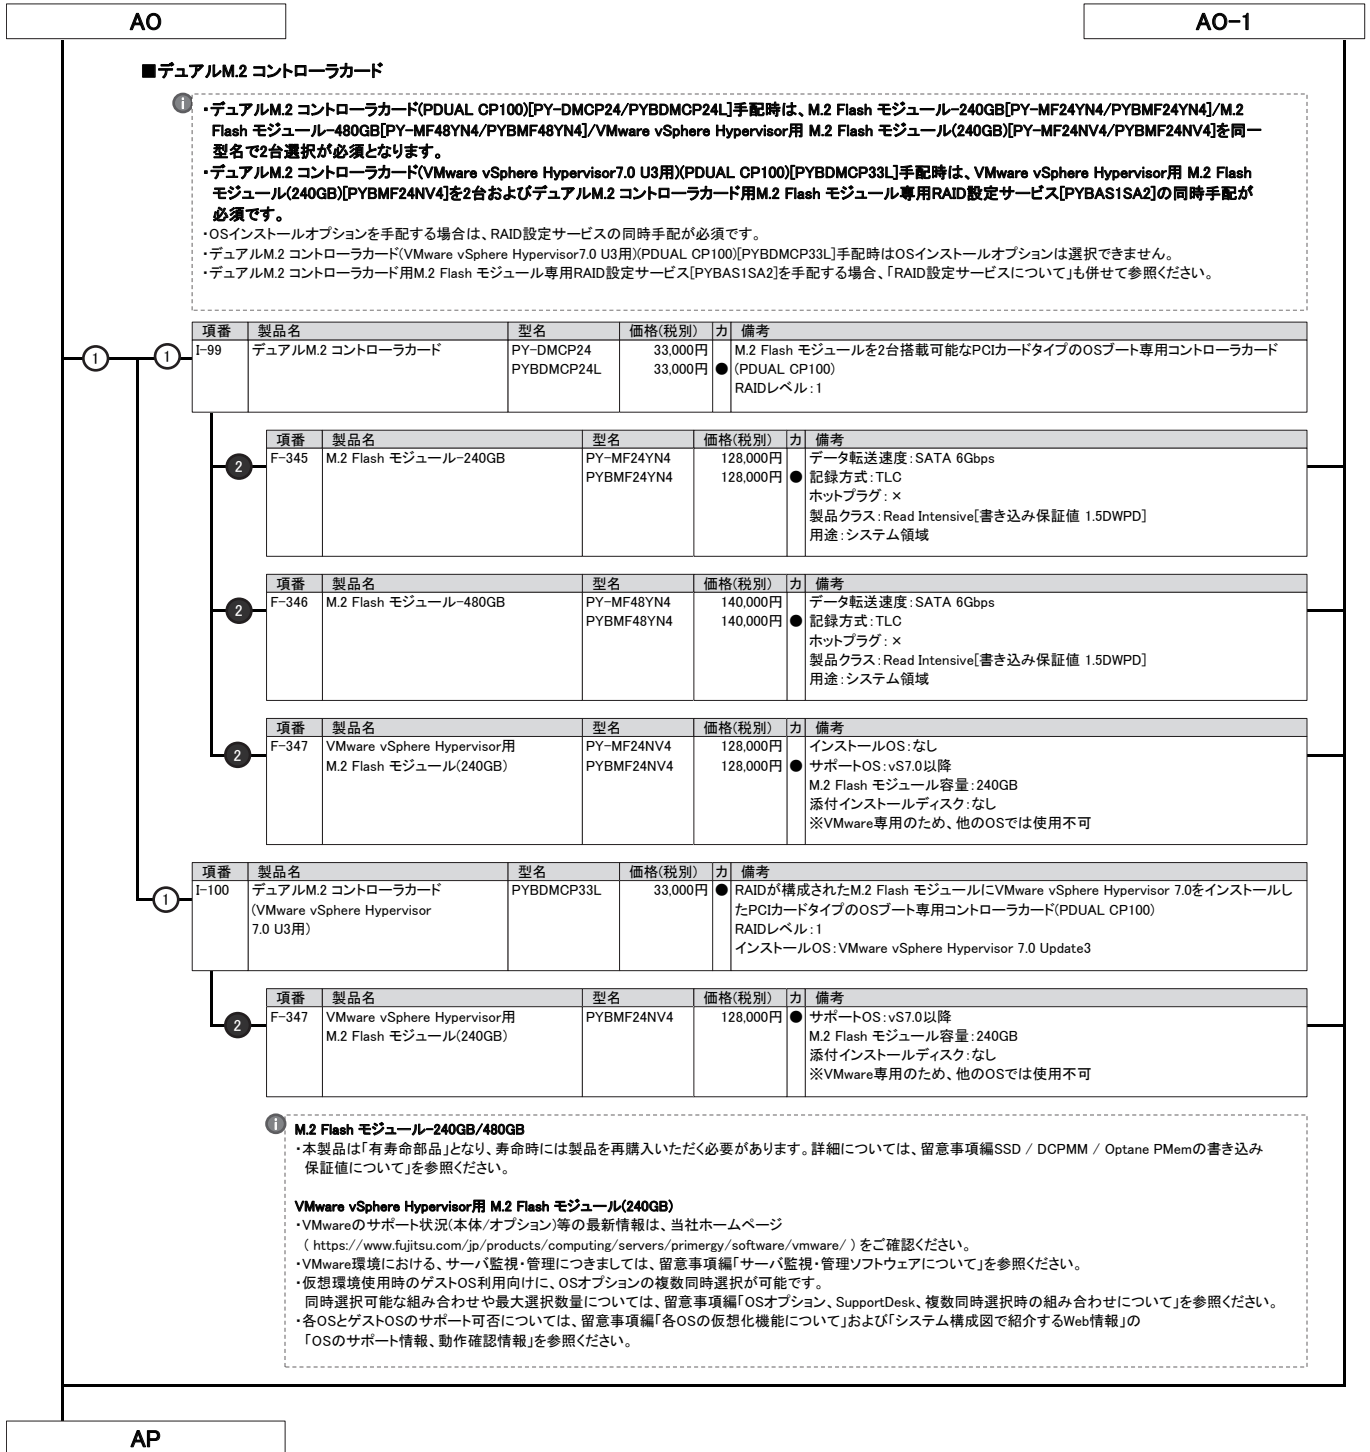 AO
AO-1
■デュアルM.2 コントローラカード
・デュアルM.2 コントローラカード(PDUAL CP100)[PY-DMCP24/PYBDMCP24L]手配時は、M.2 Flash モジュール-240GB[PY-MF24YN4/PYBMF24YN4]/M.2
Flash モジュール-480GB[PY-MF48YN4/PYBMF48YN4]/VMware vSphere Hypervisor用 M.2 Flash モジュール(240GB)[PY-MF24NV4/PYBMF24NV4]を同一
型名で2台選択が必須となります。
・デュアルM.2 コントローラカード(VMware vSphere Hypervisor7.0 U3用)(PDUAL CP100)[PYBDMCP33L]手配時は、VMware vSphere Hypervisor用 M.2 Flash
モジュール(240GB)[PYBMF24NV4]を2台およびデュアルM.2 コントローラカード用M.2 Flash モジュール専用RAID設定サービス[PYBAS1SA2]の同時手配が
必須です。
・OSインストールオプションを手配する場合は、RAID設定サービスの同時手配が必須です。
・デュアルM.2 コントローラカード(VMware vSphere Hypervisor7.0 U3用)(PDUAL CP100)[PYBDMCP33L]手配時はOSインストールオプションは選択できません。
・デュアルM.2 コントローラカード用M.2 Flash モジュール専用RAID設定サービス[PYBAS1SA2]を手配する場合、「RAID設定サービスについて」も併せて参照ください。
項番 製品名 型名 価格(税別) カ 備考
1 1 I-99 デュアルM.2 コントローラカード PY-DMCP24 33,000円 M.2 Flash モジュールを2台搭載可能なPCIカードタイプのOSブート専用コントローラカード
PYBDMCP24L 33,000円 ● (PDUAL CP100)
RAIDレベル:1
項番 製品名 型名 価格(税別) カ 備考
2 F-345 M.2 Flash モジュール-240GB PY-MF24YN4 128,000円 データ転送速度:SATA 6Gbps
PYBMF24YN4 128,000円 ● 記録方式:TLC
ホットプラグ:×
製品クラス:Read Intensive[書き込み保証値 1.5DWPD]
用途:システム領域
項番 製品名 型名 価格(税別) カ 備考
2 F-346 M.2 Flash モジュール-480GB PY-MF48YN4 140,000円 データ転送速度:SATA 6Gbps
PYBMF48YN4 140,000円 ● 記録方式:TLC
ホットプラグ:×
製品クラス:Read Intensive[書き込み保証値 1.5DWPD]
用途:システム領域
項番 製品名 型名 価格(税別) カ 備考
2 F-347 VMware vSphere Hypervisor用 PY-MF24NV4 128,000円 インストールOS:なし
M.2 Flash モジュール(240GB) PYBMF24NV4 128,000円 ● サポートOS:vS7.0以降
M.2 Flash モジュール容量:240GB
添付インストールディスク:なし
※VMware専用のため、他のOSでは使用不可
項番 製品名 型名 価格(税別) カ 備考
1 I-100 デュアルM.2 コントローラカード PYBDMCP33L 33,000円 ● RAIDが構成されたM.2 Flash モジュールにVMware vSphere Hypervisor 7.0をインストールし
(VMware vSphere Hypervisor たPCIカードタイプのOSブート専用コントローラカード(PDUAL CP100)
7.0 U3用) RAIDレベル:1
インストールOS:VMware vSphere Hypervisor 7.0 Update3
項番 製品名 型名 価格(税別) カ 備考
2 F-347 VMware vSphere Hypervisor用 PYBMF24NV4 128,000円 ● サポートOS:vS7.0以降
M.2 Flash モジュール(240GB) M.2 Flash モジュール容量:240GB
添付インストールディスク:なし
※VMware専用のため、他のOSでは使用不可
M.2 Flash モジュール-240GB/480GB
・本製品は「有寿命部品」となり、寿命時には製品を再購入いただく必要があります。詳細については、留意事項編SSD / DCPMM / Optane PMemの書き込み
保証値について」を参照ください。
VMware vSphere Hypervisor用 M.2 Flash モジュール(240GB)
・VMwareのサポート状況(本体/オプション)等の最新情報は、当社ホームページ
( https://www.fujitsu.com/jp/products/computing/servers/primergy/software/vmware/ ) をご確認ください。
・VMware環境における、サーバ監視・管理につきましては、留意事項編「サーバ監視・管理ソフトウェアについて」を参照ください。
・仮想環境使用時のゲストOS利用向けに、OSオプションの複数同時選択が可能です。
同時選択可能な組み合わせや最大選択数量については、留意事項編「OSオプション、SupportDesk、複数同時選択時の組み合わせについて」を参照ください。
・各OSとゲストOSのサポート可否については、留意事項編「各OSの仮想化機能について」および「システム構成図で紹介するWeb情報」の
「OSのサポート情報、動作確認情報」を参照ください。
AP